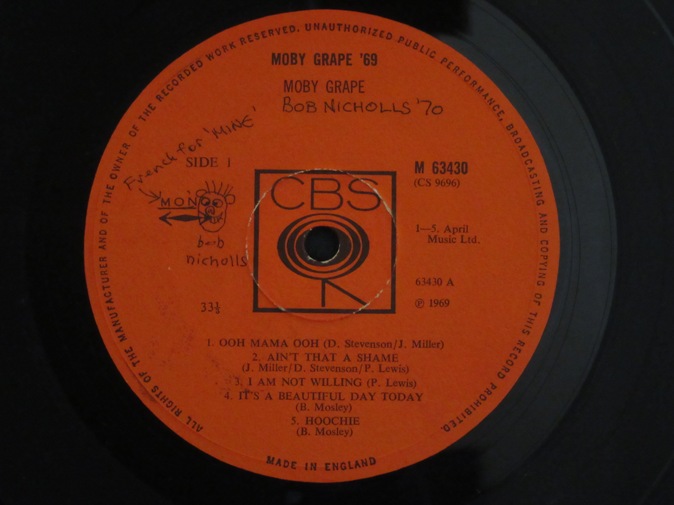 ALL RIGHTS OF THE MANUFACTURER AND OF THE OWNER OF THE RECORDED WORK RESERVED. UNAUTHORIZED PUBLIC PERFORMANCE, BROADCASTING AND COPYING OF THIS RECORD PROHIBITED.
MOBY GRAPE '69
MOBY GRAPE
BOB NICHOLLS '70
French for 'MINE'
SIDE 1
MONO
bob
nicholls
33⅓
CBS
M 63430
(CS 9696)
1—5. April
Music Ltd.
63430 A
℗ 1969
1. OOH MAMA OOH (D. Stevenson/J. Miller)
2. AIN'T THAT A SHAME
(J. Miller/D. Stevenson/P. Lewis)
3. I AM NOT WILLING (P. Lewis)
4. IT'S A BEAUTIFUL DAY TODAY
(B. Mosley)
5. HOOCHIE
(B. Mosley)
MADE IN ENGLAND